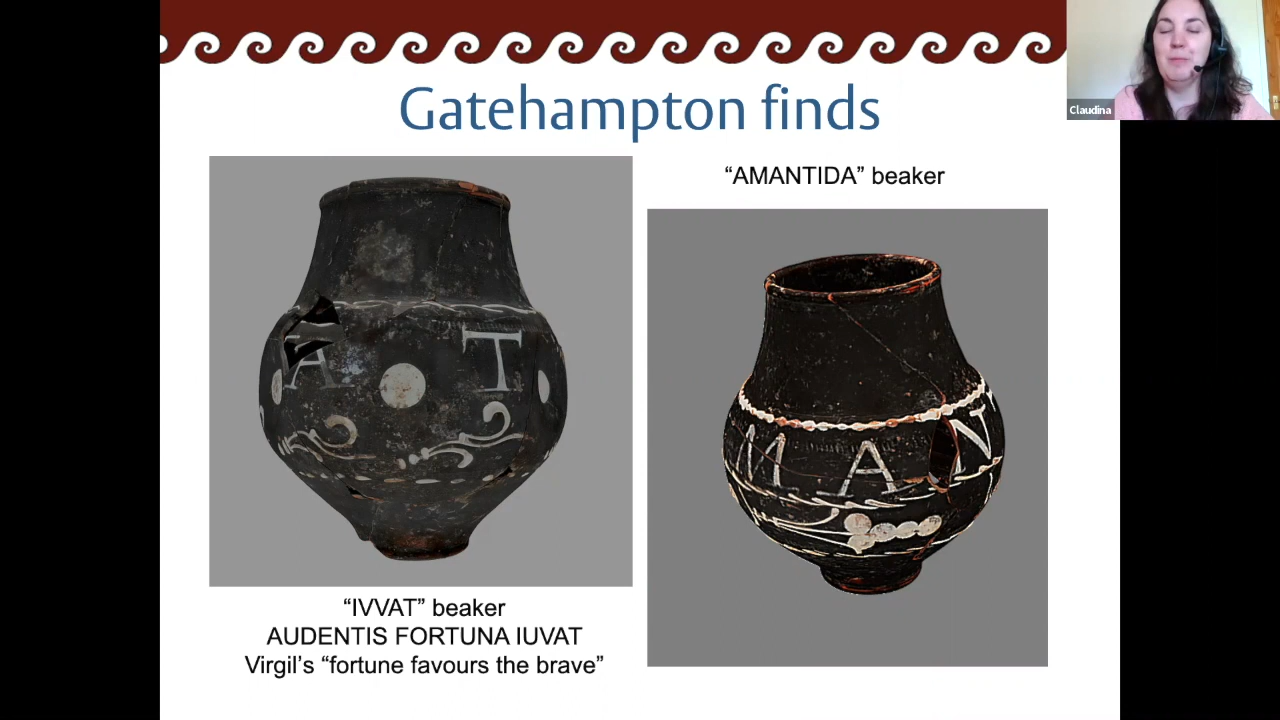 Gatehampton finds
Claudina
“AMANTIDA” beaker
A T
M A N
“IVVAT” beaker
AUDENTIS FORTUNA IUVAT
Virgil’s “fortune favours the brave”